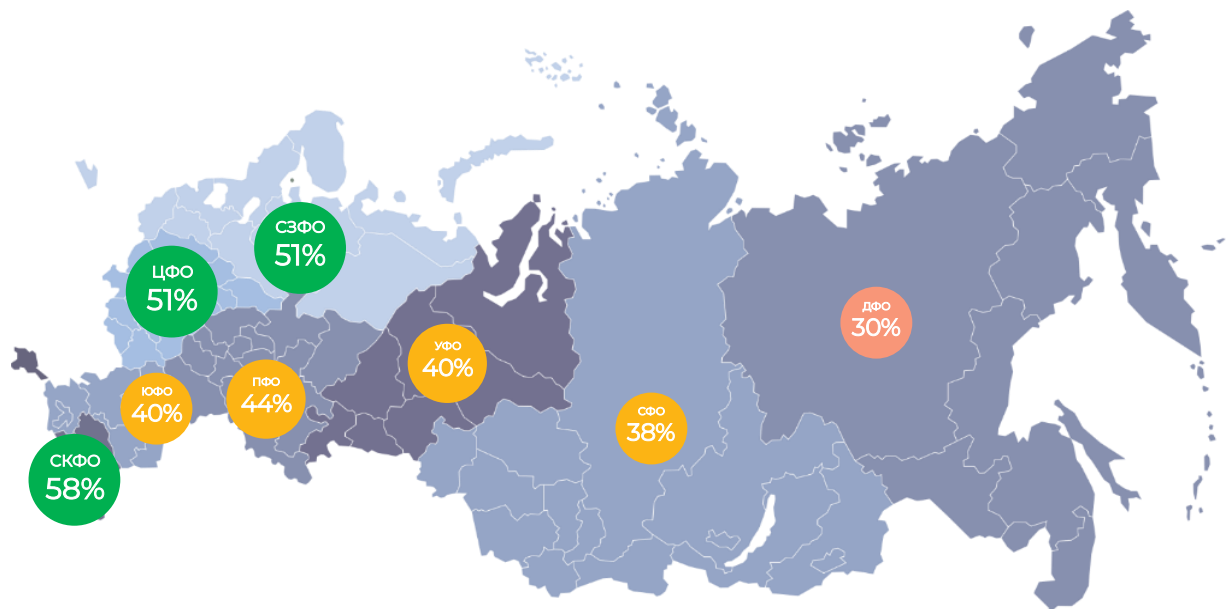 СЗФО
51%
ЦФО
51%
ДФО
30%
УФО
40%
ПФО
44%
ЮФО
40%
СФО
38%
СКФО
58%